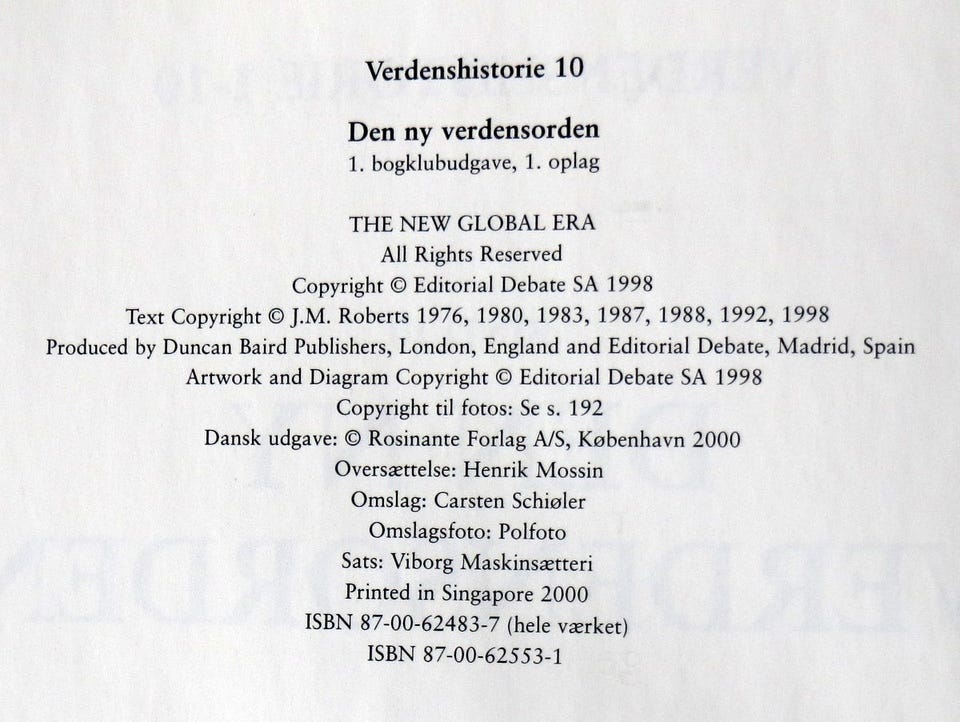 Verdenshistorie 10
Den ny verdensorden
1. bogklubudgave, 1. oplag
THE NEW GLOBAL ERA
All Rights Reserved
Copyright © Editorial Debate SA 1998
Text Copyright © J.M. Roberts 1976, 1980, 1983, 1987, 1988, 1992, 1998
Produced by Duncan Baird Publishers, London, England and Editorial Debate, Madrid, Spain
Artwork and Diagram Copyright © Editorial Debate SA 1998
Copyright til fotos: Se s. 192
Dansk udgave: © Rosinante Forlag A/S, København 2000
Oversættelse: Henrik Mossin
Omslag: Carsten Schiøler
Omslagsfoto: Polfoto
Sats: Viborg Maskinsætteri
Printed in Singapore 2000
ISBN 87-00-62483-7 (hele værket)
ISBN 87-00-62553-1